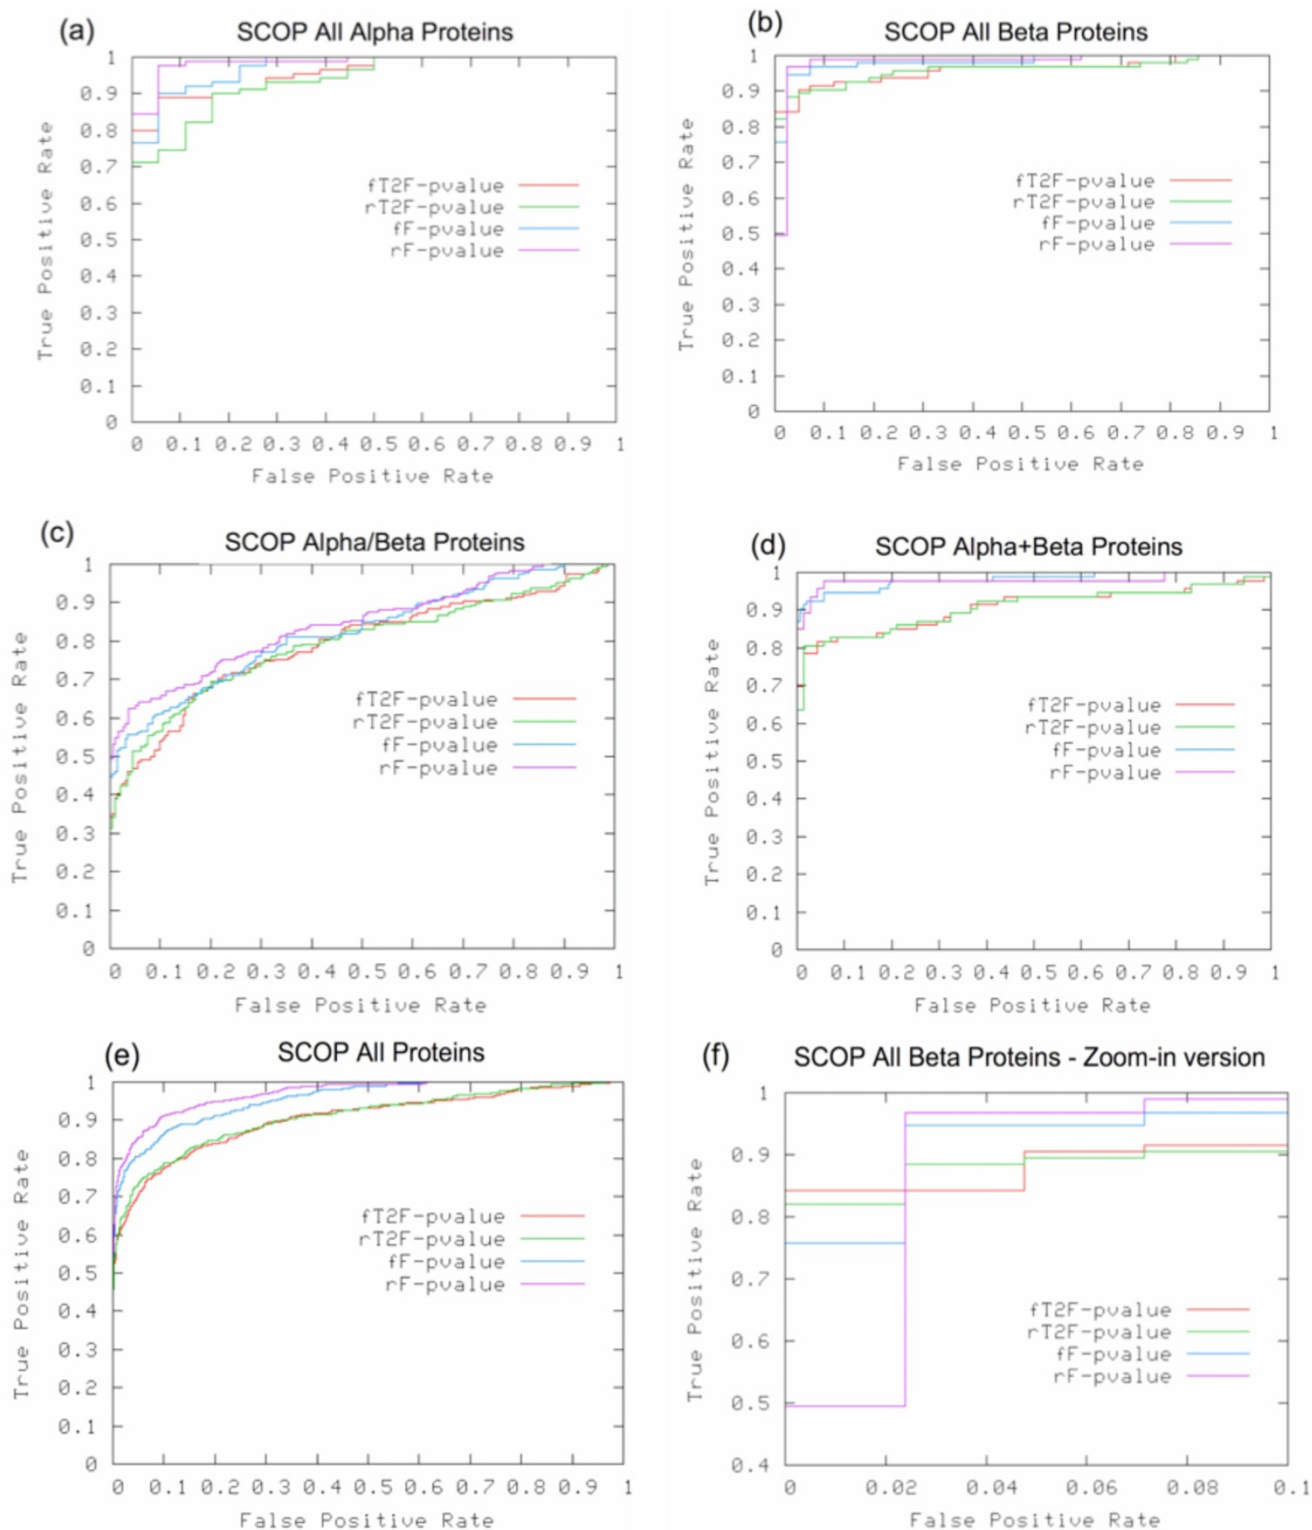 (a) SCOP All Alpha Proteins
True Positive Rate
1
0.9
0.8
0.7
0.6
0.5
0.4
0.3
0.2
0.1
0
fT2F-pvalue
rT2F-pvalue
fF-pvalue
rF-pvalue
0 0.1 0.2 0.3 0.4 0.5 0.6 0.7 0.8 0.9 1
False Positive Rate
(b) SCOP All Beta Proteins
True Positive Rate
1
0.9
0.8
0.7
0.6
0.5
0.4
0.3
0.2
0.1
0
fT2F-pvalue
rT2F-pvalue
fF-pvalue
rF-pvalue
0 0.1 0.2 0.3 0.4 0.5 0.6 0.7 0.8 0.9 1
False Positive Rate
(c) SCOP Alpha/Beta Proteins
True Positive Rate
1
0.9
0.8
0.7
0.6
0.5
0.4
0.3
0.2
0.1
0
fT2F-pvalue
rT2F-pvalue
fF-pvalue
rF-pvalue
0 0.1 0.2 0.3 0.4 0.5 0.6 0.7 0.8 0.9 1
False Positive Rate
(d) SCOP Alpha+Beta Proteins
True Positive Rate
1
0.9
0.8
0.7
0.6
0.5
0.4
0.3
0.2
0.1
0
fT2F-pvalue
rT2F-pvalue
fF-pvalue
rF-pvalue
0 0.1 0.2 0.3 0.4 0.5 0.6 0.7 0.8 0.9 1
False Positive Rate
(e) SCOP All Proteins
True Positive Rate
1
0.9
0.8
0.7
0.6
0.5
0.4
0.3
0.2
0.1
0
fT2F-pvalue
rT2F-pvalue
fF-pvalue
rF-pvalue
0 0.1 0.2 0.3 0.4 0.5 0.6 0.7 0.8 0.9 1
False Positive Rate
(f) SCOP All Beta Proteins - Zoom-in version
True Positive Rate
1
0.9
0.8
0.7
0.6
0.5
0.4
fT2F-pvalue
rT2F-pvalue
fF-pvalue
rF-pvalue
0 0.02 0.04 0.06 0.08 0.1
False Positive Rate